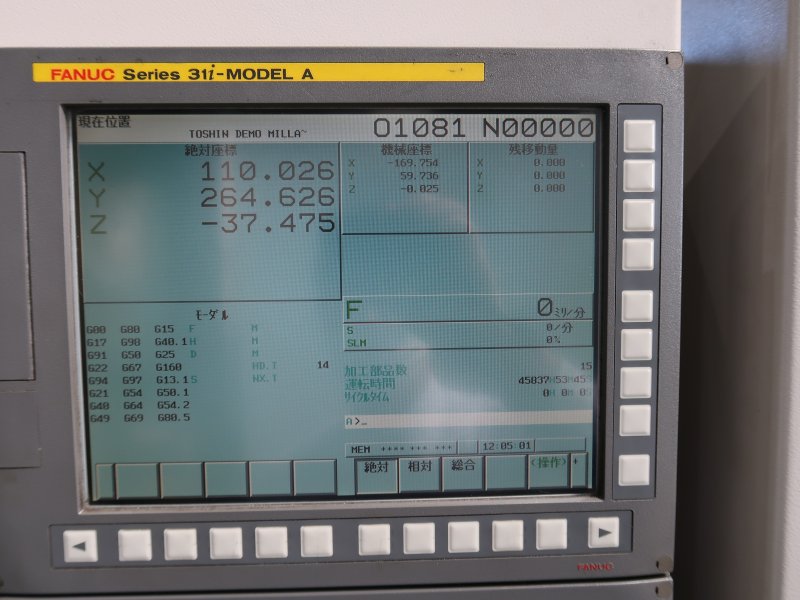 FANUC Series 31i-MODEL A
現在位置
TOSHIN DEMO MILLA~ O1081 N00000
絶対座標
X 110.026
Y 264.626
Z -37.475
機械座標
X -169.754
Y 59.736
Z -0.025
残移動量
X 0.000
Y 0.000
Z 0.000
F 0 ミリ/分
S 0/分
SLM 0%
モーダル
G00 G80 G15 F M
G17 G98 G40.1 H M
G91 G50 G25 D M
G22 G67 G160 HD.T 14
G94 G97 G13.1 S NX.T
G21 G54 G50.1
G40 G64 G54.2
G49 G69 G80.5
加工部品数 15
運転時間 45837H53M45S
サイクルタイム 0H 0M 0S
A>_
MEM **** *** *** 12:05:01
絶対 相対 総合 (操作) +
FANUC